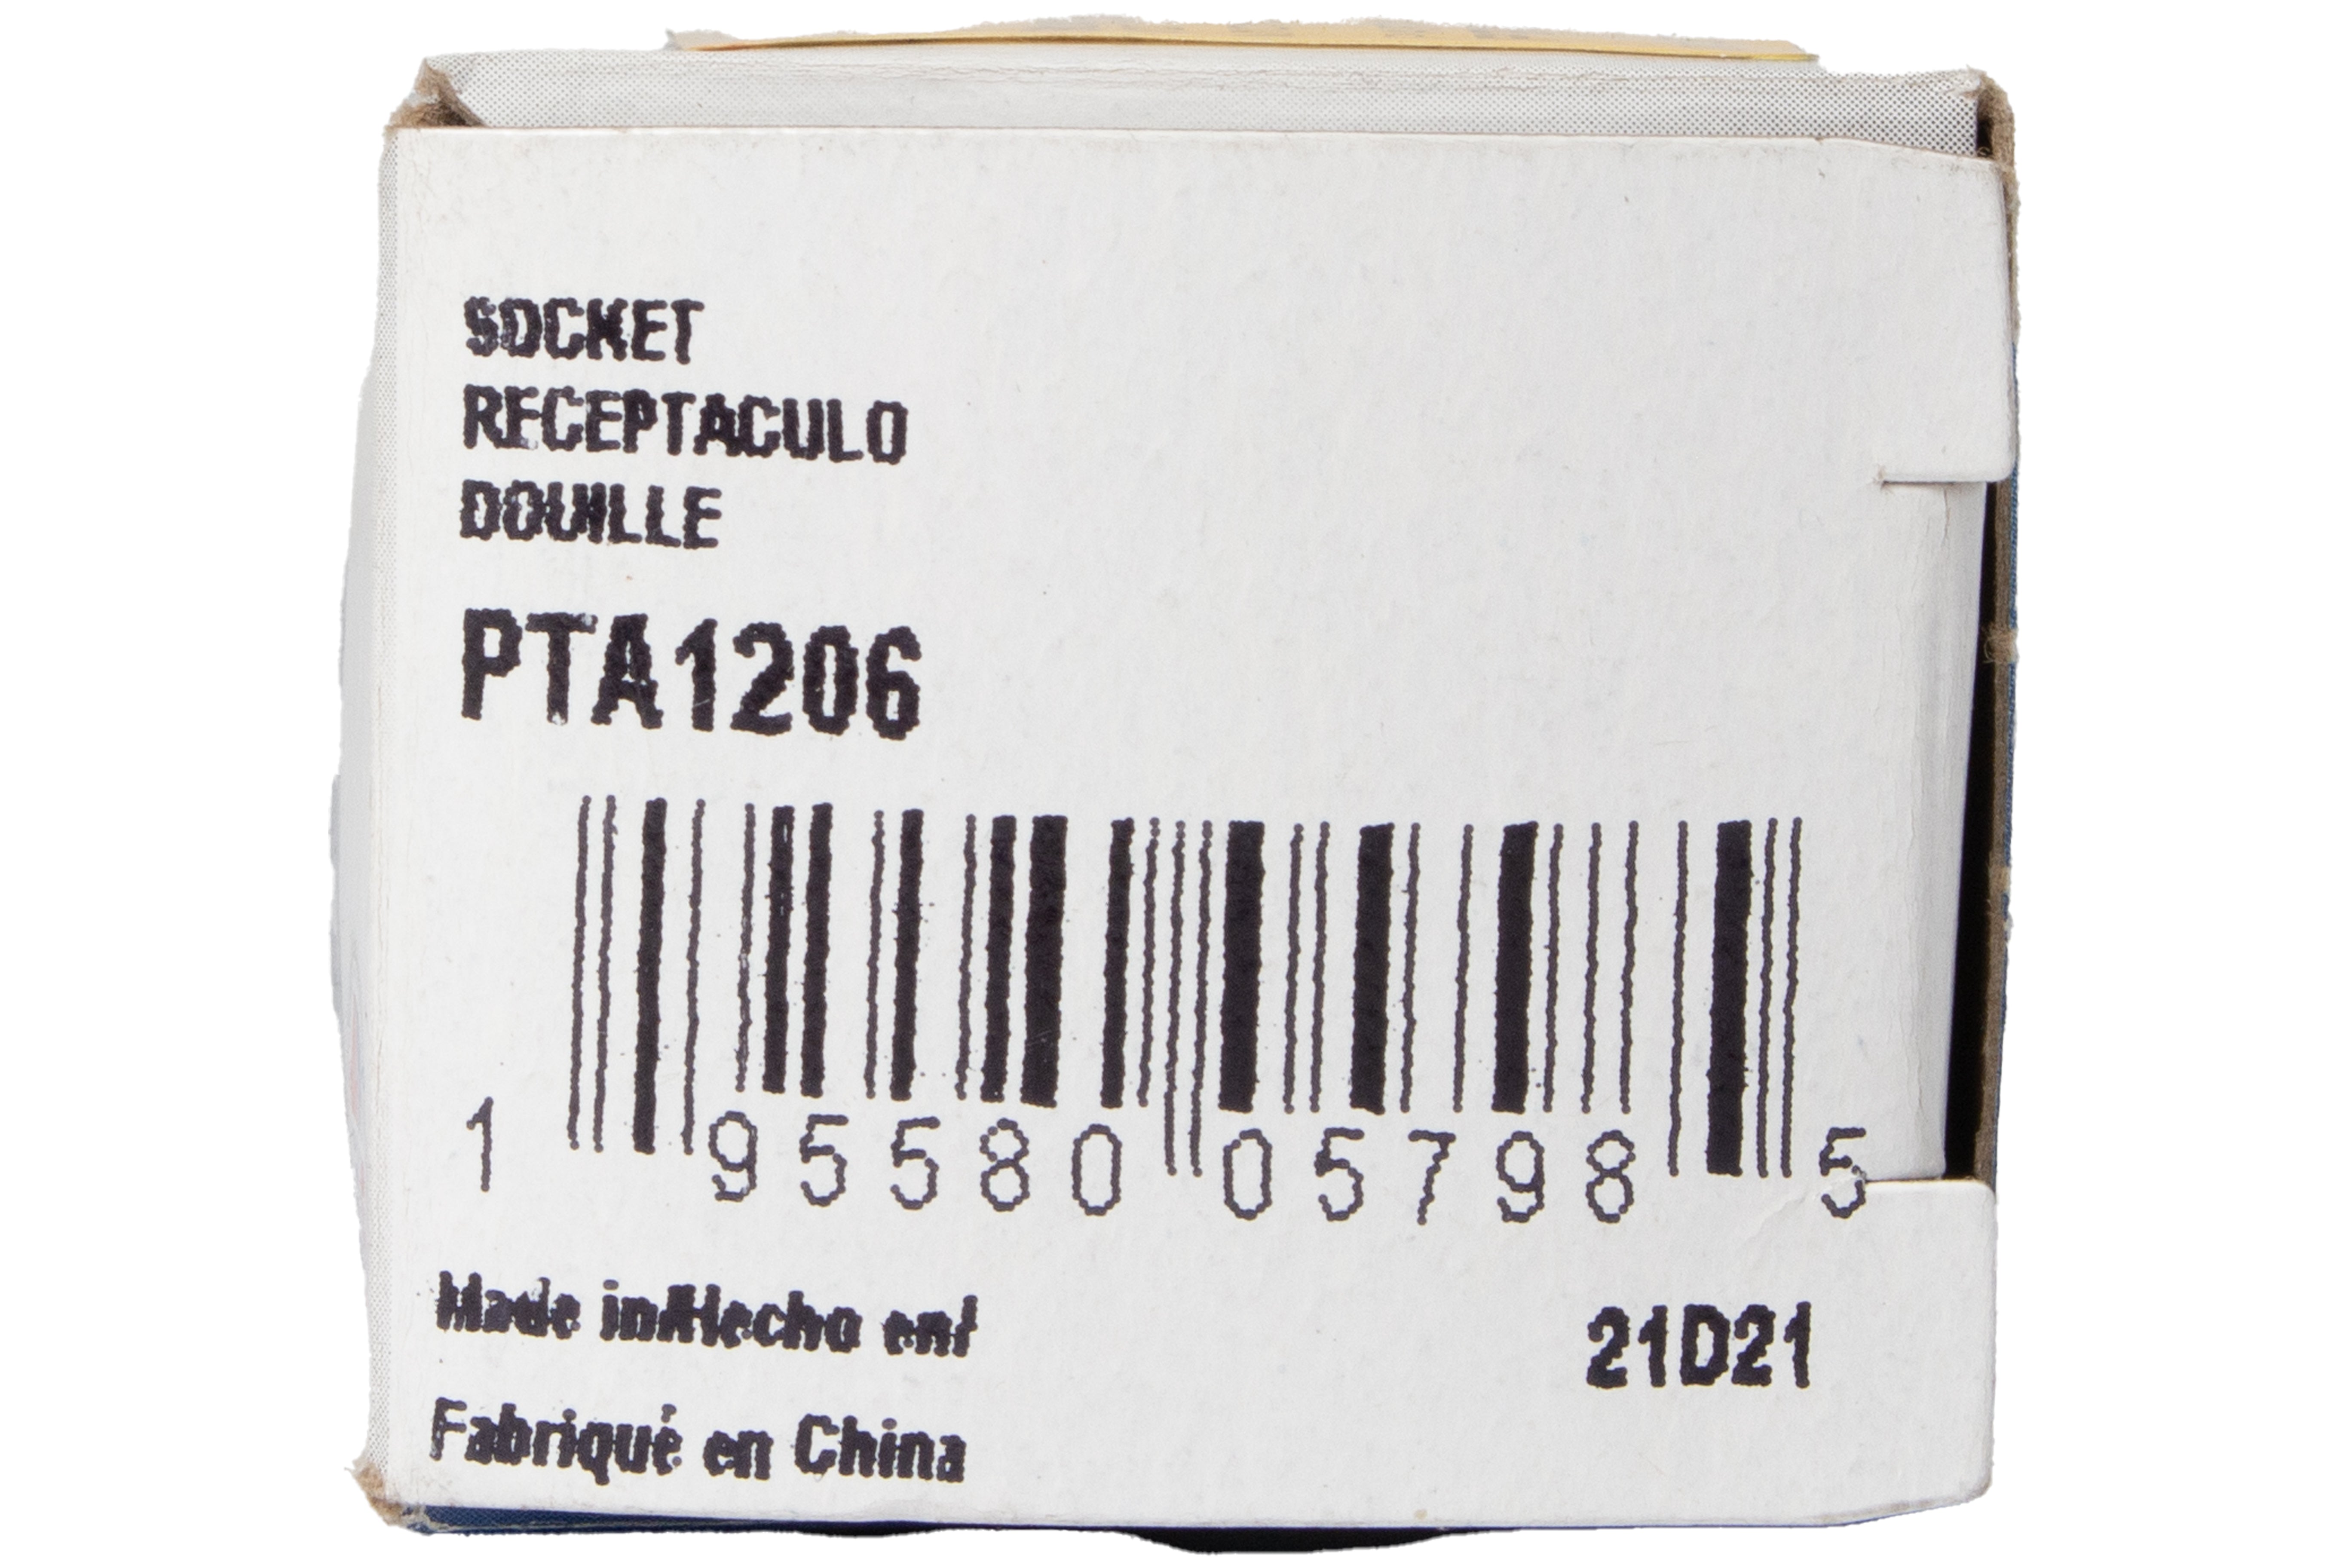 SOCKET
RECEPTACULO
DOUILLE
PTA1206
1 95580 05798 5
Made in/Hecho en/
21D21
Fabriqué en China